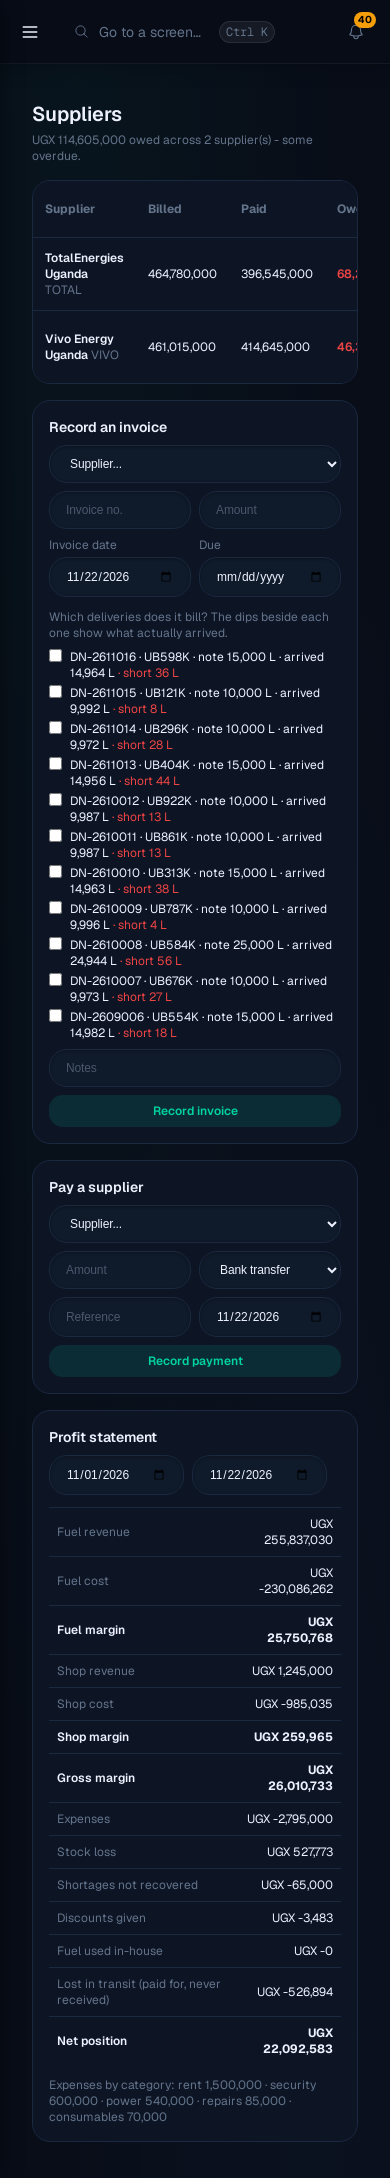 Go to a screen... Ctrl K
40
Suppliers
UGX 114,605,000 owed across 2 supplier(s) - some
overdue.
Supplier Billed Paid
TotalEnergies
Uganda
TOTAL
464,780,000 396,545,000
Vivo Energy
Uganda VIVO
461,015,000 414,645,000
Record an invoice
Supplier...
Invoice no. Amount
Invoice date Due
11/22/2026 mm/dd/yyyy
Which deliveries does it bill? The dips beside each
one show what actually arrived.
DN-2611016 · UB598K · note 15,000 L · arrived
14,964 L · short 36 L
DN-2611015 · UB121K · note 10,000 L · arrived
9,992 L · short 8 L
DN-2611014 · UB296K · note 10,000 L · arrived
9,972 L · short 28 L
DN-2611013 · UB404K · note 15,000 L · arrived
14,956 L · short 44 L
DN-2610012 · UB922K · note 10,000 L · arrived
9,987 L · short 13 L
DN-2610011 · UB861K · note 10,000 L · arrived
9,987 L · short 13 L
DN-2610010 · UB313K · note 15,000 L · arrived
14,963 L · short 38 L
DN-2610009 · UB787K · note 10,000 L · arrived
9,996 L · short 4 L
DN-2610008 · UB584K · note 25,000 L · arrived
24,944 L · short 56 L
DN-2610007 · UB676K · note 10,000 L · arrived
9,973 L · short 27 L
DN-2609006 · UB554K · note 15,000 L · arrived
14,982 L · short 18 L
Notes
Record invoice
Pay a supplier
Supplier...
Amount Bank transfer
Reference 11/22/2026
Record payment
Profit statement
11/01/2026 11/22/2026
Fuel revenue UGX
255,837,030
Fuel cost UGX
-230,086,262
Fuel margin UGX
25,750,768
Shop revenue UGX 1,245,000
Shop cost UGX -985,035
Shop margin UGX 259,965
Gross margin UGX
26,010,733
Expenses UGX -2,795,000
Stock loss UGX 527,773
Shortages not recovered UGX -65,000
Discounts given UGX -3,483
Fuel used in-house UGX -0
Lost in transit (paid for, never
received) UGX -526,894
Net position UGX
22,092,583
Expenses by category: rent 1,500,000 · security
600,000 · power 540,000 · repairs 85,000 ·
consumables 70,000